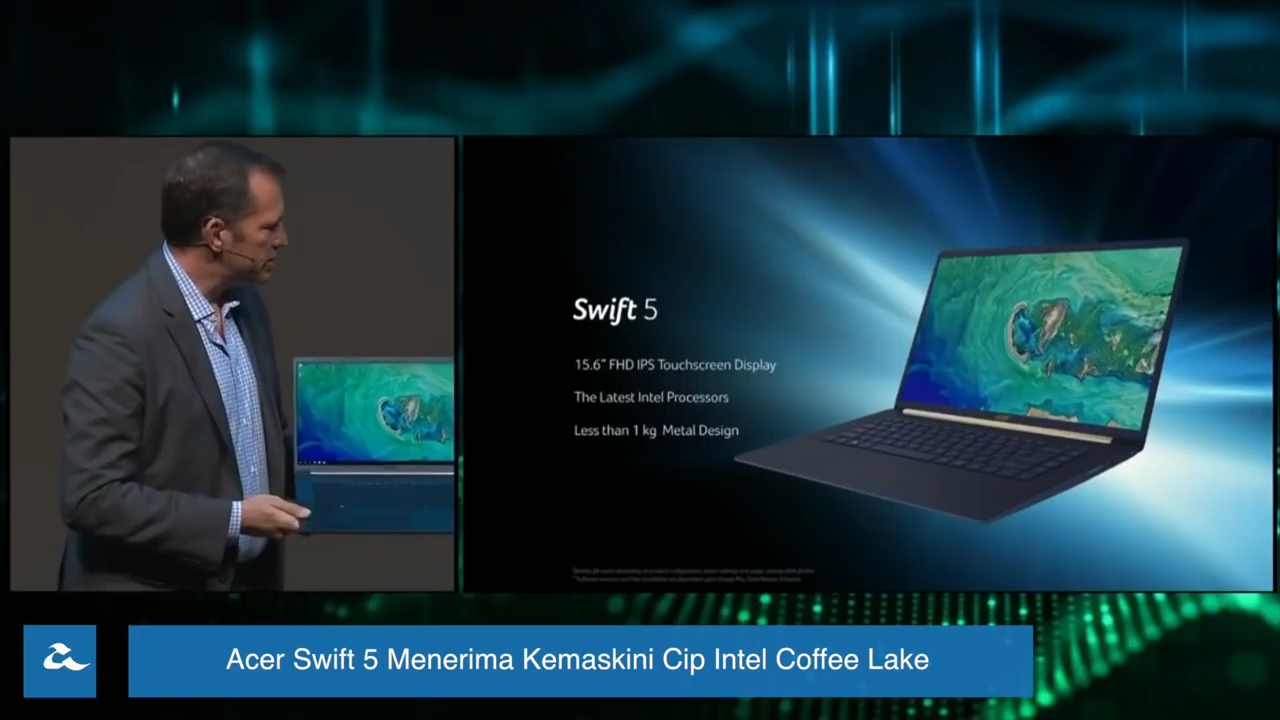 Swift 5
15.6" FHD IPS Touchscreen Display
The Latest Intel Processors
Less than 1 kg Metal Design
Acer Swift 5 Menerima Kemaskini Cip Intel Coffee Lake